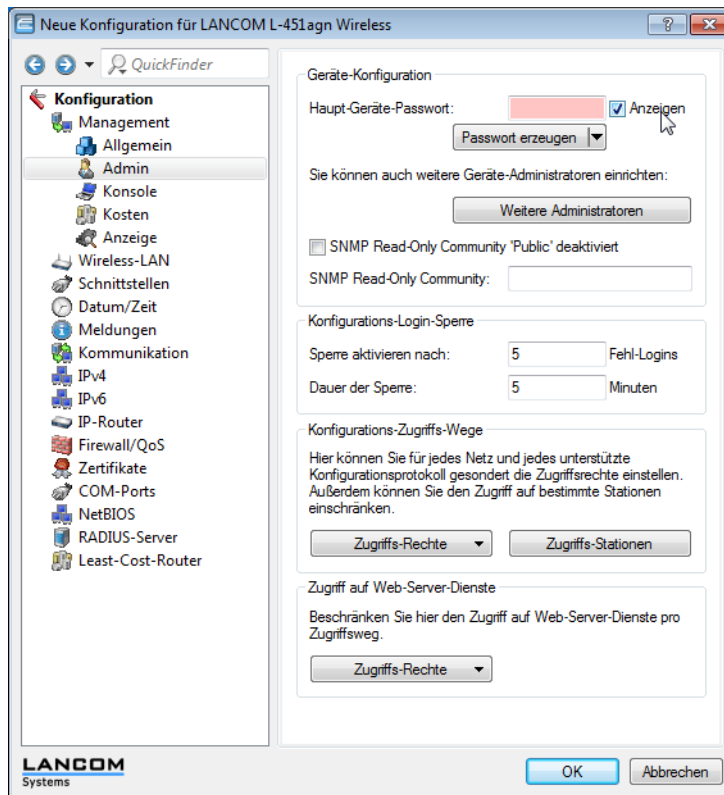 Neue Konfiguration für LANCOM L-451agn Wireless
QuickFinder
Konfiguration
Management
Allgemein
Admin
Konsole
Kosten
Anzeige
Wireless-LAN
Schnittstellen
Datum/Zeit
Meldungen
Kommunikation
IPv4
IPv6
IP-Router
Firewall/QoS
Zertifikate
COM-Ports
NetBIOS
RADIUS-Server
Least-Cost-Router
Geräte-Konfiguration
Haupt-Geräte-Passwort: Anzeigen
Passwort erzeugen
Sie können auch weitere Geräte-Administratoren einrichten:
Weitere Administratoren
SNMP Read-Only Community 'Public' deaktiviert
SNMP Read-Only Community:
Konfigurations-Login-Sperre
Sperre aktivieren nach: 5 Fehl-Logins
Dauer der Sperre: 5 Minuten
Konfigurations-Zugriffs-Wege
Hier können Sie für jedes Netz und jedes unterstützte
Konfigurationsprotokoll gesondert die Zugriffsrechte einstellen.
Außerdem können Sie den Zugriff auf bestimmte Stationen
einschränken.
Zugriffs-Rechte Zugriffs-Stationen
Zugriff auf Web-Server-Dienste
Beschränken Sie hier den Zugriff auf Web-Server-Dienste pro
Zugriffsweg.
Zugriffs-Rechte
LANCOM
Systems
OK Abbrechen